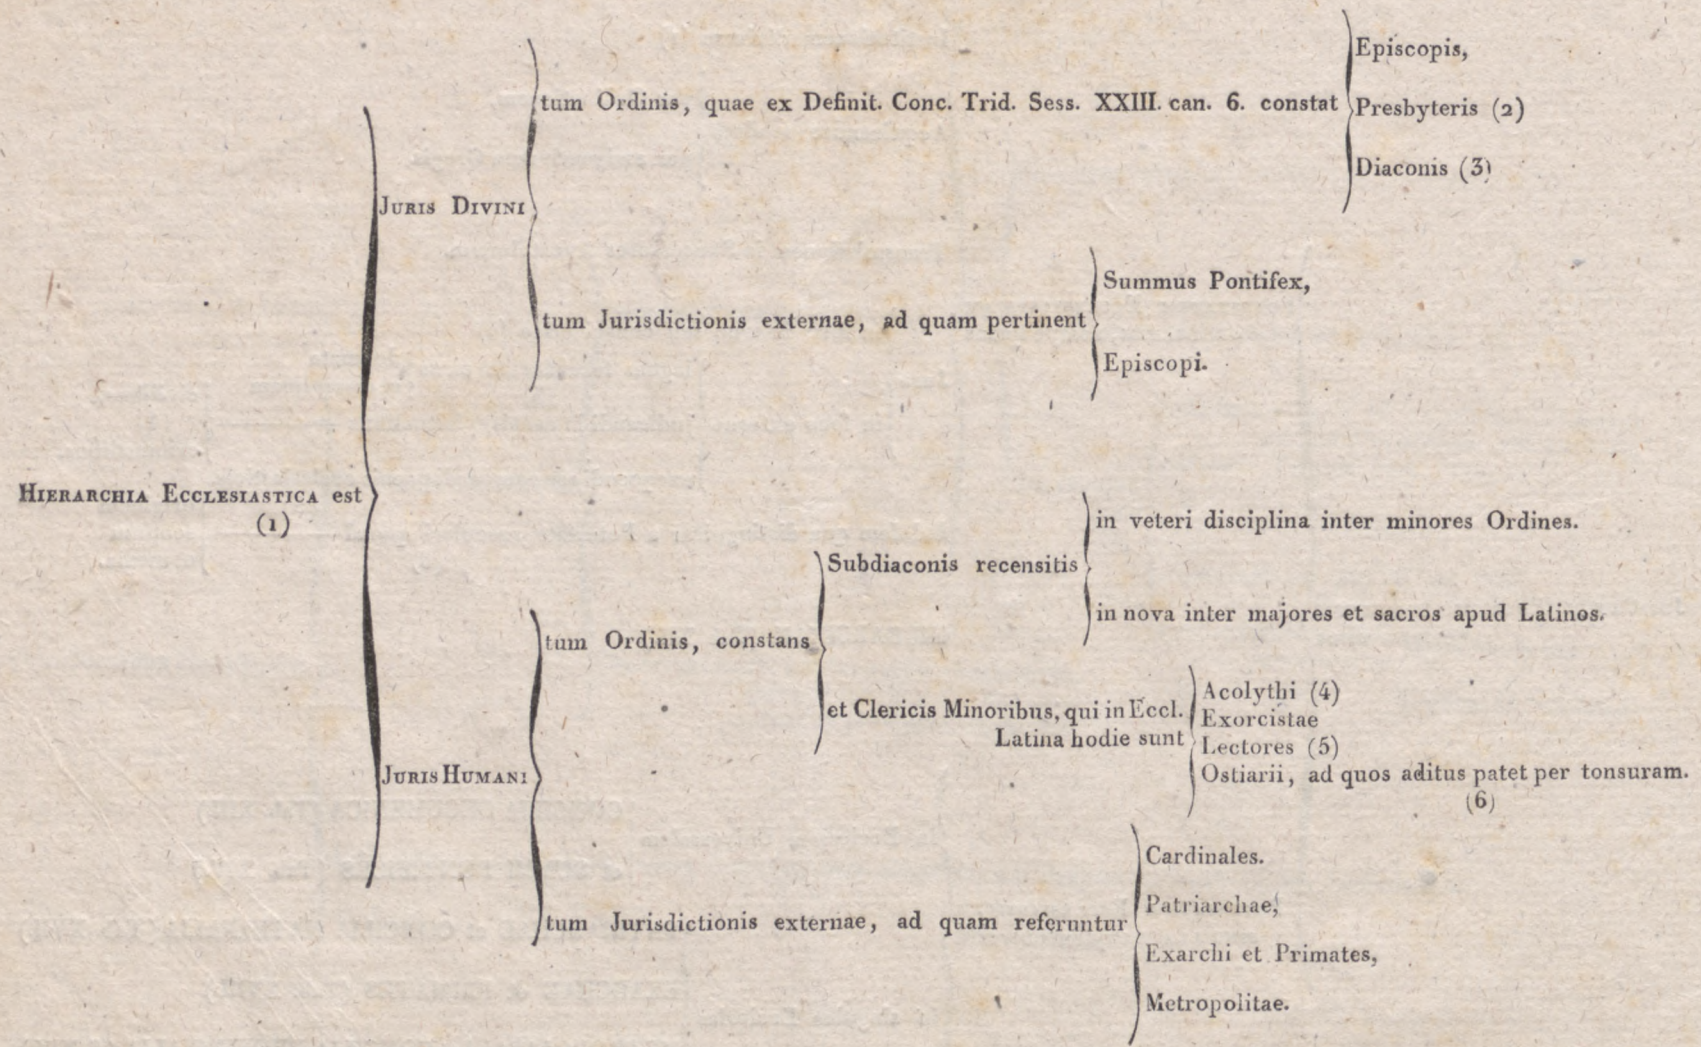 HIERARCHIA ECCLESIASTICA est
(1)
JURIS DIVINI
tum Ordinis, quae ex Definit. Conc. Trid. Sess. XXIII. can. 6. constat
Episcopis,
Presbyteris (2)
Diaconis (3)
tum Jurisdictionis externae, ad quam pertinent
Summus Pontifex,
Episcopi.
JURIS HUMANI
tum Ordinis, constans
Subdiaconis recensitis
in veteri disciplina inter minores Ordines.
in nova inter majores et sacros apud Latinos.
et Clericis Minoribus, qui in Eccl.
Latina hodie sunt
Acolythi (4)
Exorcistae
Lectores (5)
Ostiarii, ad quos aditus patet per tonsuram.
(6)
tum Jurisdictionis externae, ad quam referuntur
Cardinales.
Patriarchae,
Exarchi et Primates,
Metropolitae.